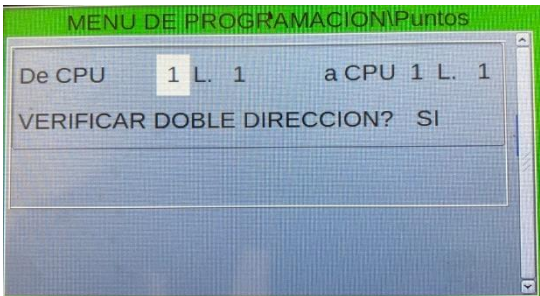 MENU DE PROGRAMACION\Puntos
De CPU 1 L. 1 a CPU 1 L. 1
VERIFICAR DOBLE DIRECCION? SI